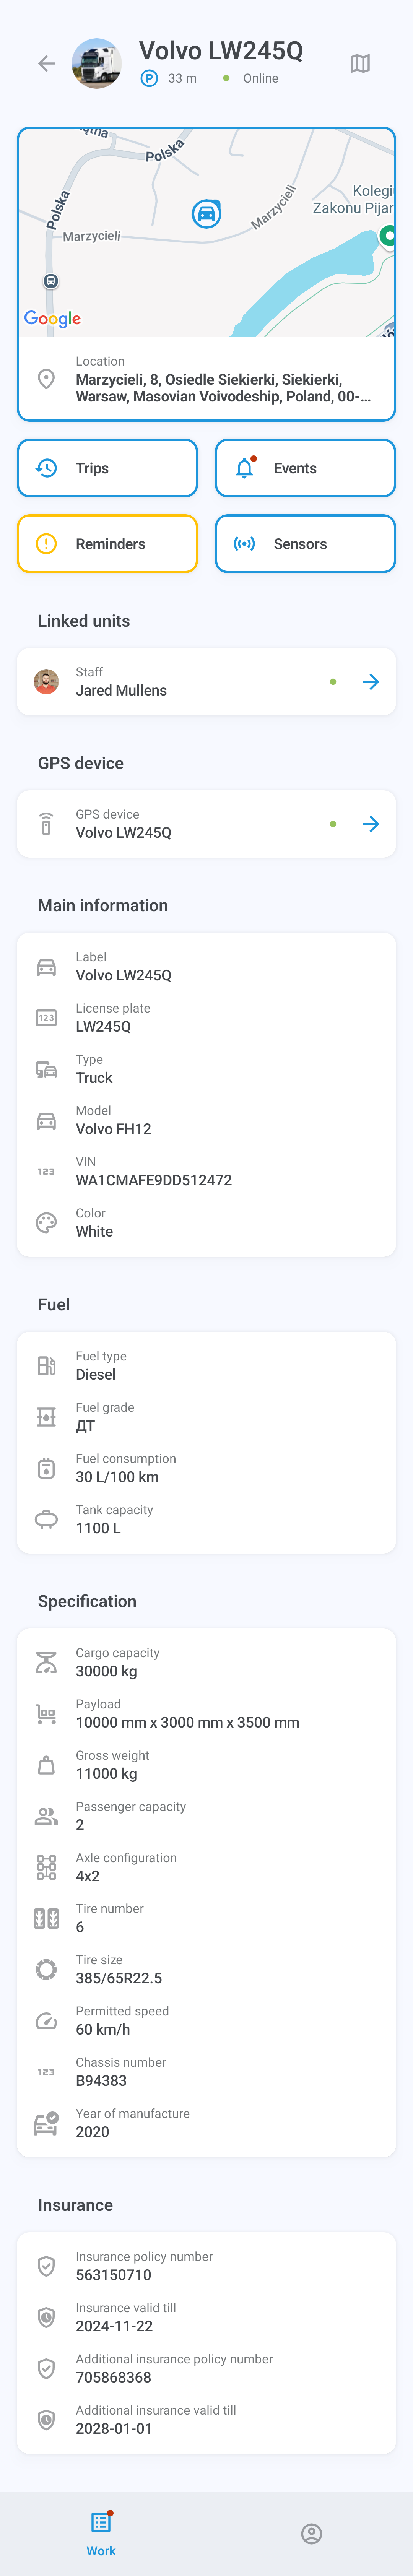 Volvo LW245Q
P 33 m Online
Polska
Polska
Marzycieli
Marzycieli
Kolegi
Zakonu Pijar
Google
Location
Marzycieli, 8, Osiedle Siekierki, Siekierki,
Warsaw, Masovian Voivodeship, Poland, 00-...
Trips
Events
Reminders
Sensors
Linked units
Staff
Jared Mullens
GPS device
GPS device
Volvo LW245Q
Main information
Label
Volvo LW245Q
123
License plate
LW245Q
Type
Truck
Model
Volvo FH12
123
VIN
WA1CMAFE9DD512472
Color
White
Fuel
Fuel type
Diesel
Fuel grade
ДТ
Fuel consumption
30 L/100 km
Tank capacity
1100 L
Specification
Cargo capacity
30000 kg
Payload
10000 mm x 3000 mm x 3500 mm
Gross weight
11000 kg
Passenger capacity
2
Axle configuration
4x2
Tire number
6
Tire size
385/65R22.5
Permitted speed
60 km/h
123
Chassis number
B94383
Year of manufacture
2020
Insurance
Insurance policy number
563150710
Insurance valid till
2024-11-22
Additional insurance policy number
705868368
Additional insurance valid till
2028-01-01
Work